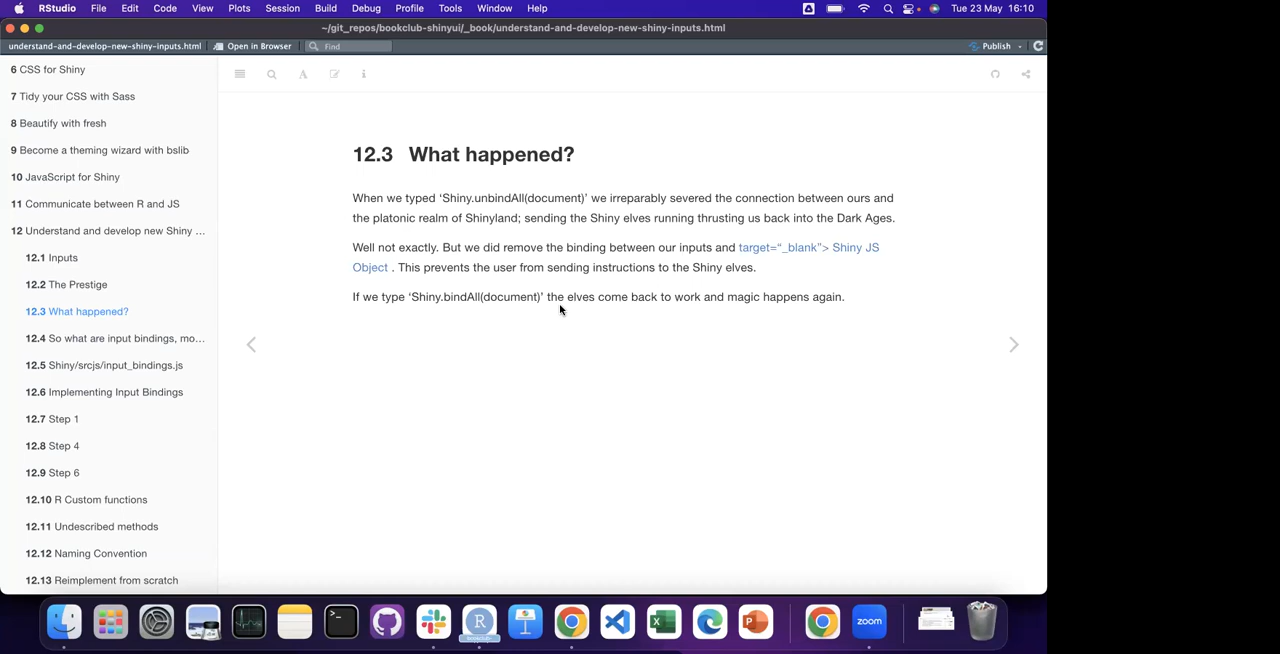 RStudio File Edit Code View Plots Session Build Debug Profile Tools Window Help Tue 23 May 16:10
~/git_repos/bookclub-shinyui/_book/understand-and-develop-new-shiny-inputs.html
understand-and-develop-new-shiny-inputs.html Open in Browser Find Publish
6 CSS for Shiny
7 Tidy your CSS with Sass
8 Beautify with fresh
9 Become a theming wizard with bslib
10 JavaScript for Shiny
11 Communicate between R and JS
12 Understand and develop new Shiny ...
12.1 Inputs
12.2 The Prestige
12.3 What happened?
12.4 So what are input bindings, mo...
12.5 Shiny/srcjs/input_bindings.js
12.6 Implementing Input Bindings
12.7 Step 1
12.8 Step 4
12.9 Step 6
12.10 R Custom functions
12.11 Undescribed methods
12.12 Naming Convention
12.13 Reimplement from scratch
12.3 What happened?
When we typed ‘Shiny.unbindAll(document)’ we irreparably severed the connection between ours and
the platonic realm of Shinyland; sending the Shiny elves running thrusting us back into the Dark Ages.
Well not exactly. But we did remove the binding between our inputs and target=“_blank”> Shiny JS
Object . This prevents the user from sending instructions to the Shiny elves.
If we type ‘Shiny.bindAll(document)’ the elves come back to work and magic happens again.
zoom